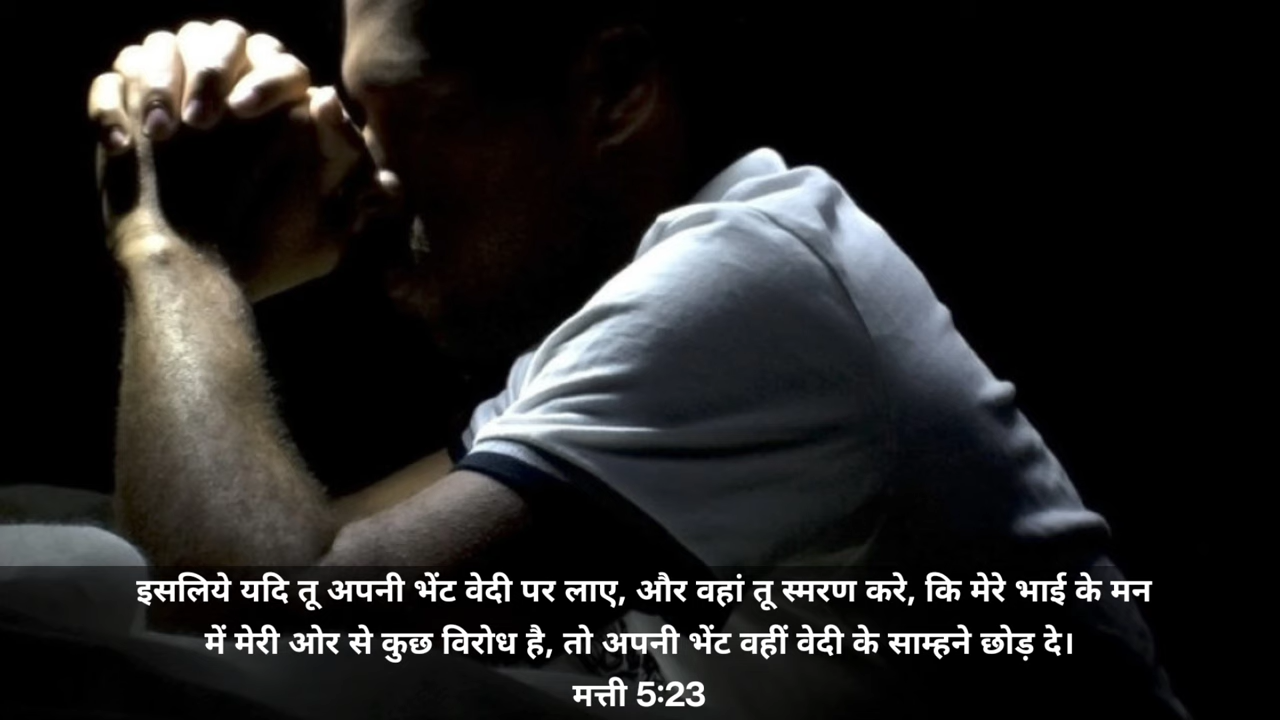 इसलिये यदि तू अपनी भेंट वेदी पर लाए, और वहां तू स्मरण करे, कि मेरे भाई के मन
में मेरी ओर से कुछ विरोध है, तो अपनी भेंट वहीं वेदी के साम्हने छोड़ दे।
मत्ती 5:23